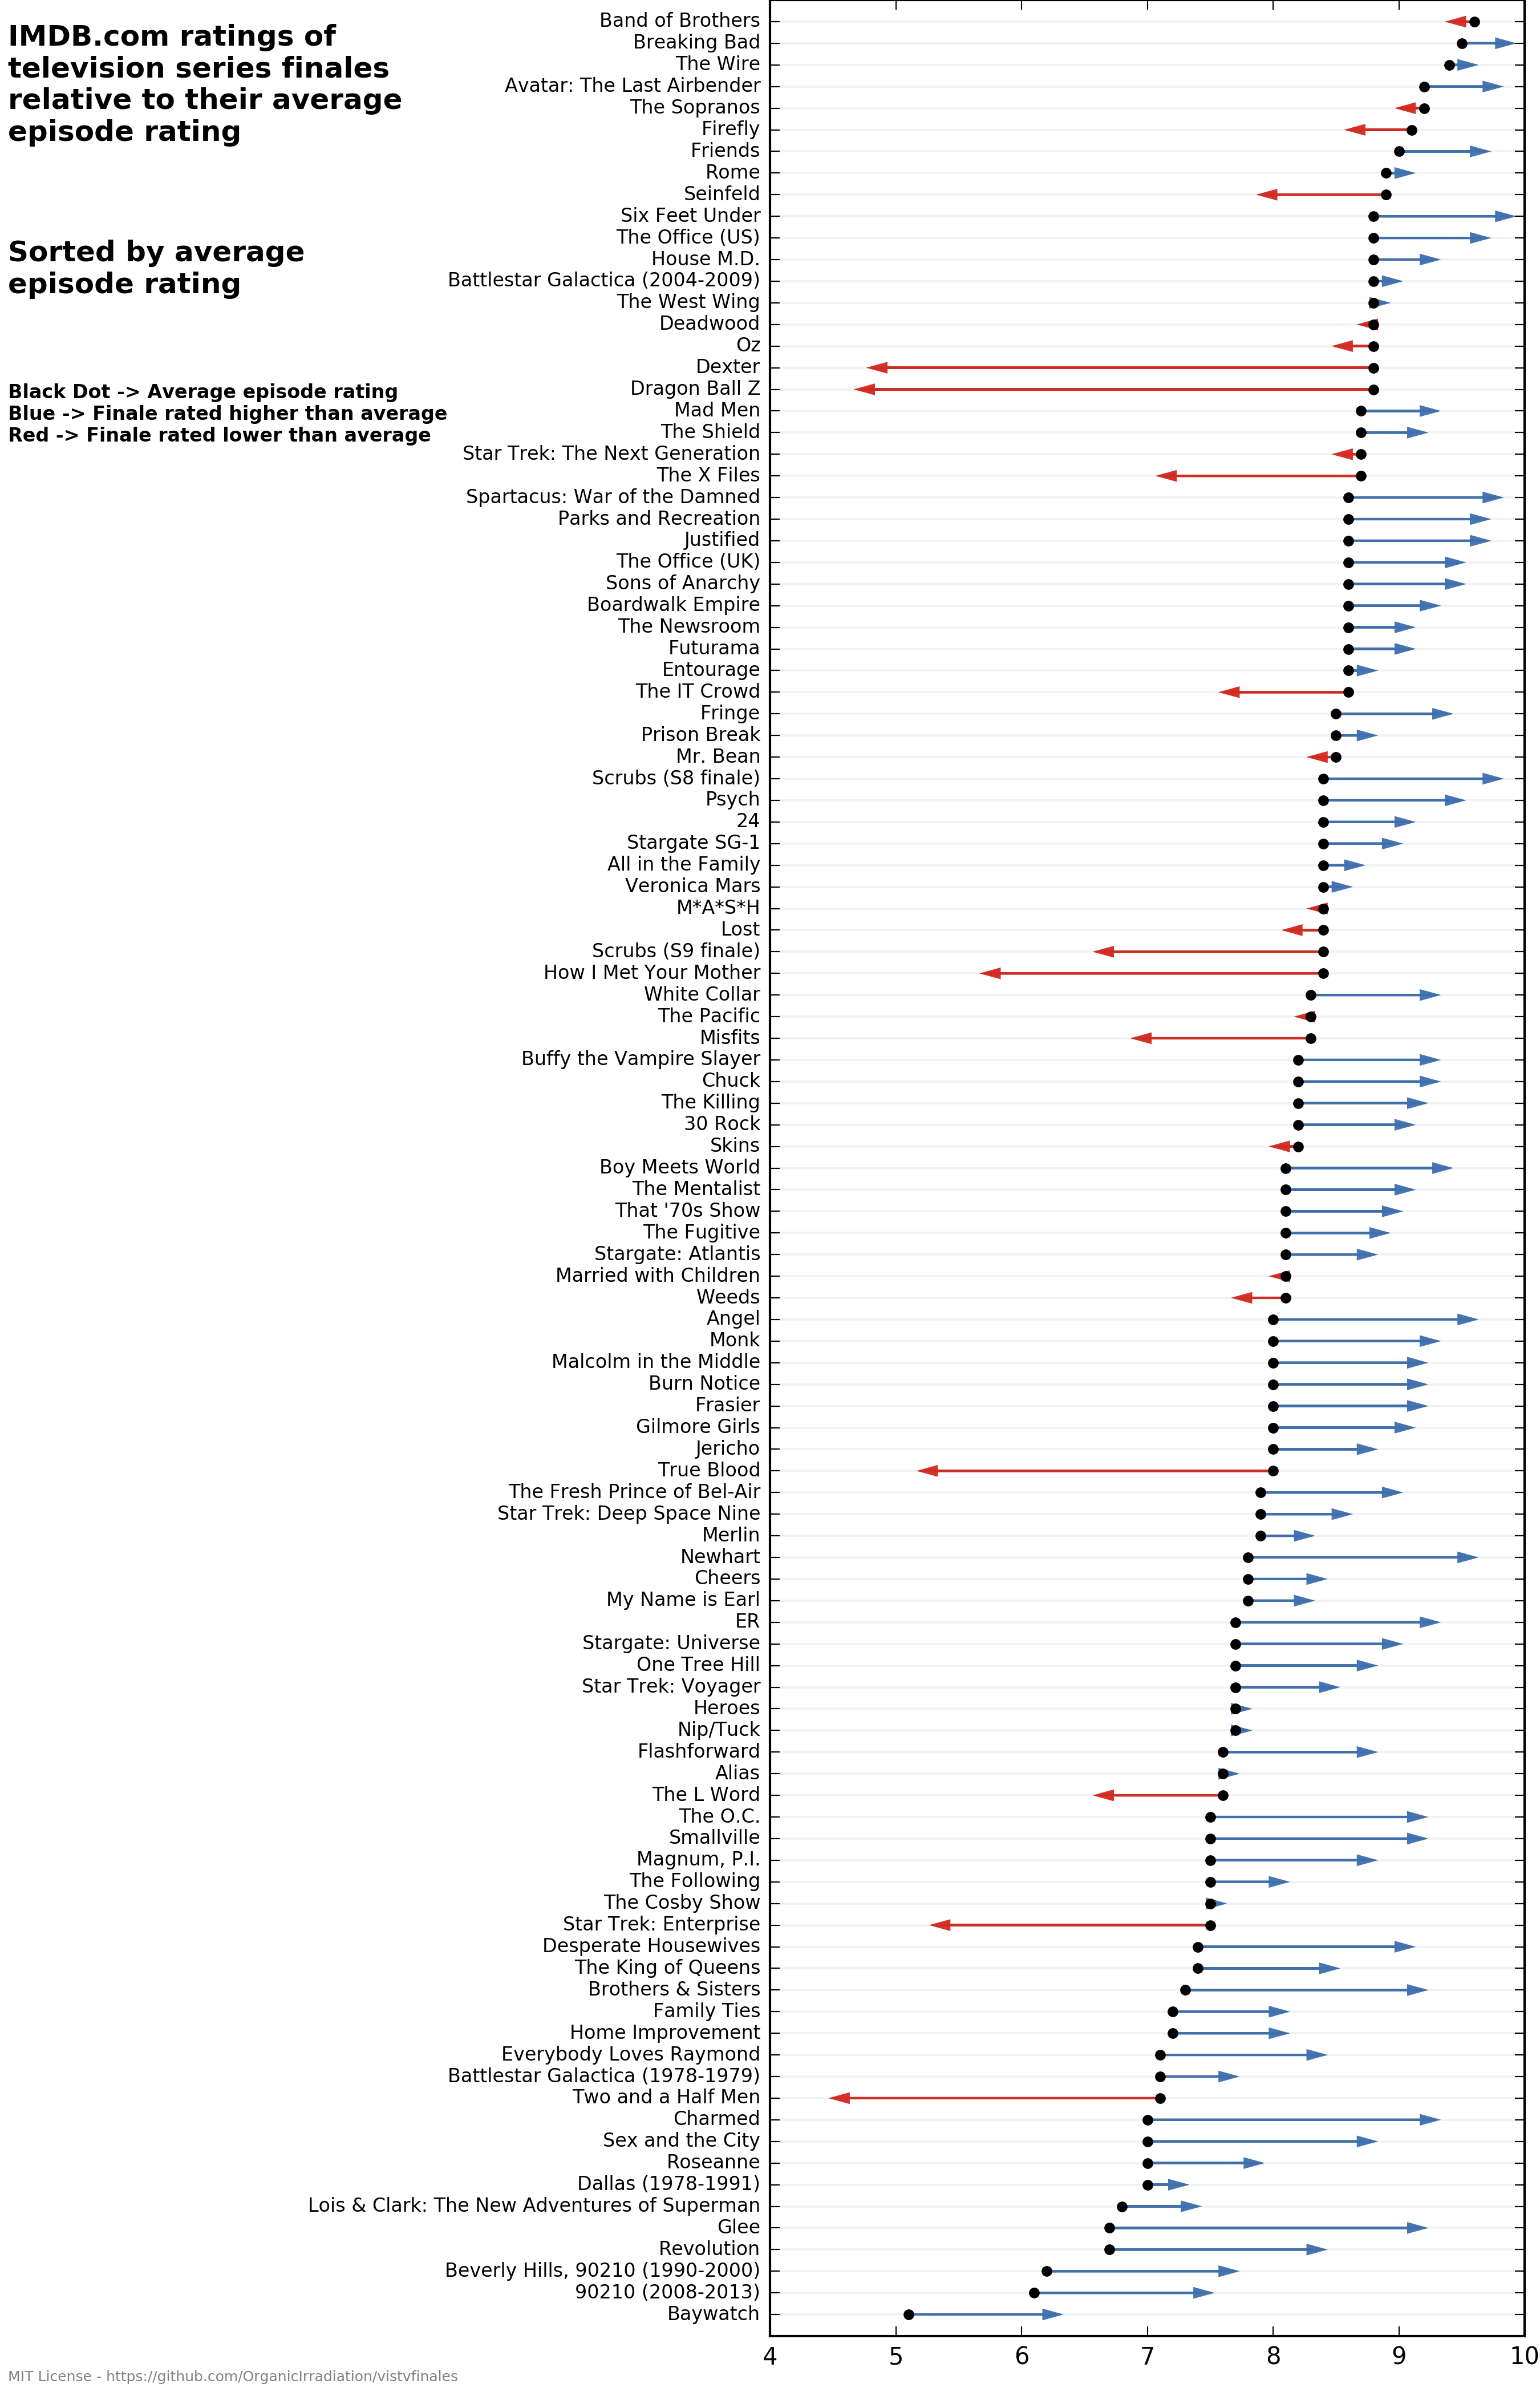 IMDB.com ratings of
television series finales
relative to their average
episode rating
Sorted by average
episode rating
Black Dot -> Average episode rating
Blue -> Finale rated higher than average
Red -> Finale rated lower than average
Band of Brothers
Breaking Bad
The Wire
Avatar: The Last Airbender
The Sopranos
Firefly
Friends
Rome
Seinfeld
Six Feet Under
The Office (US)
House M.D.
Battlestar Galactica (2004-2009)
The West Wing
Deadwood
Oz
Dexter
Dragon Ball Z
Mad Men
The Shield
Star Trek: The Next Generation
The X Files
Spartacus: War of the Damned
Parks and Recreation
Justified
The Office (UK)
Sons of Anarchy
Boardwalk Empire
The Newsroom
Futurama
Entourage
The IT Crowd
Fringe
Prison Break
Mr. Bean
Scrubs (S8 finale)
Psych
24
Stargate SG-1
All in the Family
Veronica Mars
M*A*S*H
Lost
Scrubs (S9 finale)
How I Met Your Mother
White Collar
The Pacific
Misfits
Buffy the Vampire Slayer
Chuck
The Killing
30 Rock
Skins
Boy Meets World
The Mentalist
That '70s Show
The Fugitive
Stargate: Atlantis
Married with Children
Weeds
Angel
Monk
Malcolm in the Middle
Burn Notice
Frasier
Gilmore Girls
Jericho
True Blood
The Fresh Prince of Bel-Air
Star Trek: Deep Space Nine
Merlin
Newhart
Cheers
My Name is Earl
ER
Stargate: Universe
One Tree Hill
Star Trek: Voyager
Heroes
Nip/Tuck
Flashforward
Alias
The L Word
The O.C.
Smallville
Magnum, P.I.
The Following
The Cosby Show
Star Trek: Enterprise
Desperate Housewives
The King of Queens
Brothers & Sisters
Family Ties
Home Improvement
Everybody Loves Raymond
Battlestar Galactica (1978-1979)
Two and a Half Men
Charmed
Sex and the City
Roseanne
Dallas (1978-1991)
Lois & Clark: The New Adventures of Superman
Glee
Revolution
Beverly Hills, 90210 (1990-2000)
90210 (2008-2013)
Baywatch
4 5 6 7 8 9 10
MIT License - https://github.com/OrganicIrradiation/vistvfinales